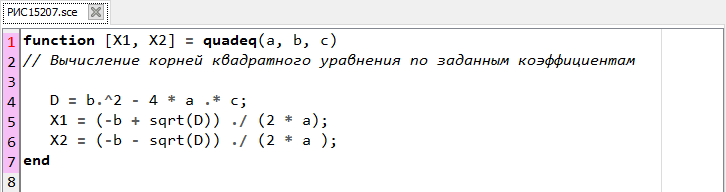 РИС15207.sce
1 function [X1, X2] = quadeq(a, b, c)
2 // Вычисление корней квадратного уравнения по заданным коэффициентам
3
4 D = b.^2 - 4 * a .* c;
5 X1 = (-b + sqrt(D)) ./ (2 * a);
6 X2 = (-b - sqrt(D)) ./ (2 * a );
7 end
8